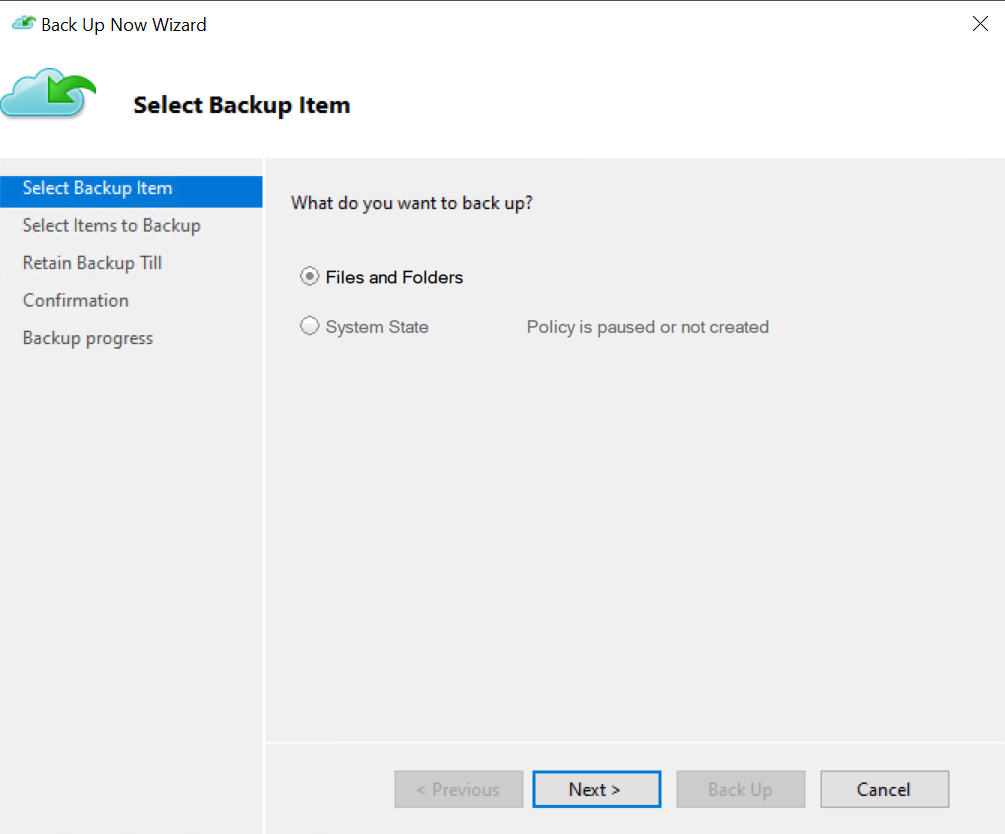 Back Up Now Wizard
Select Backup Item
Select Backup Item
Select Items to Backup
Retain Backup Till
Confirmation
Backup progress
What do you want to back up?
Files and Folders
System State Policy is paused or not created
< Previous Next > Back Up Cancel